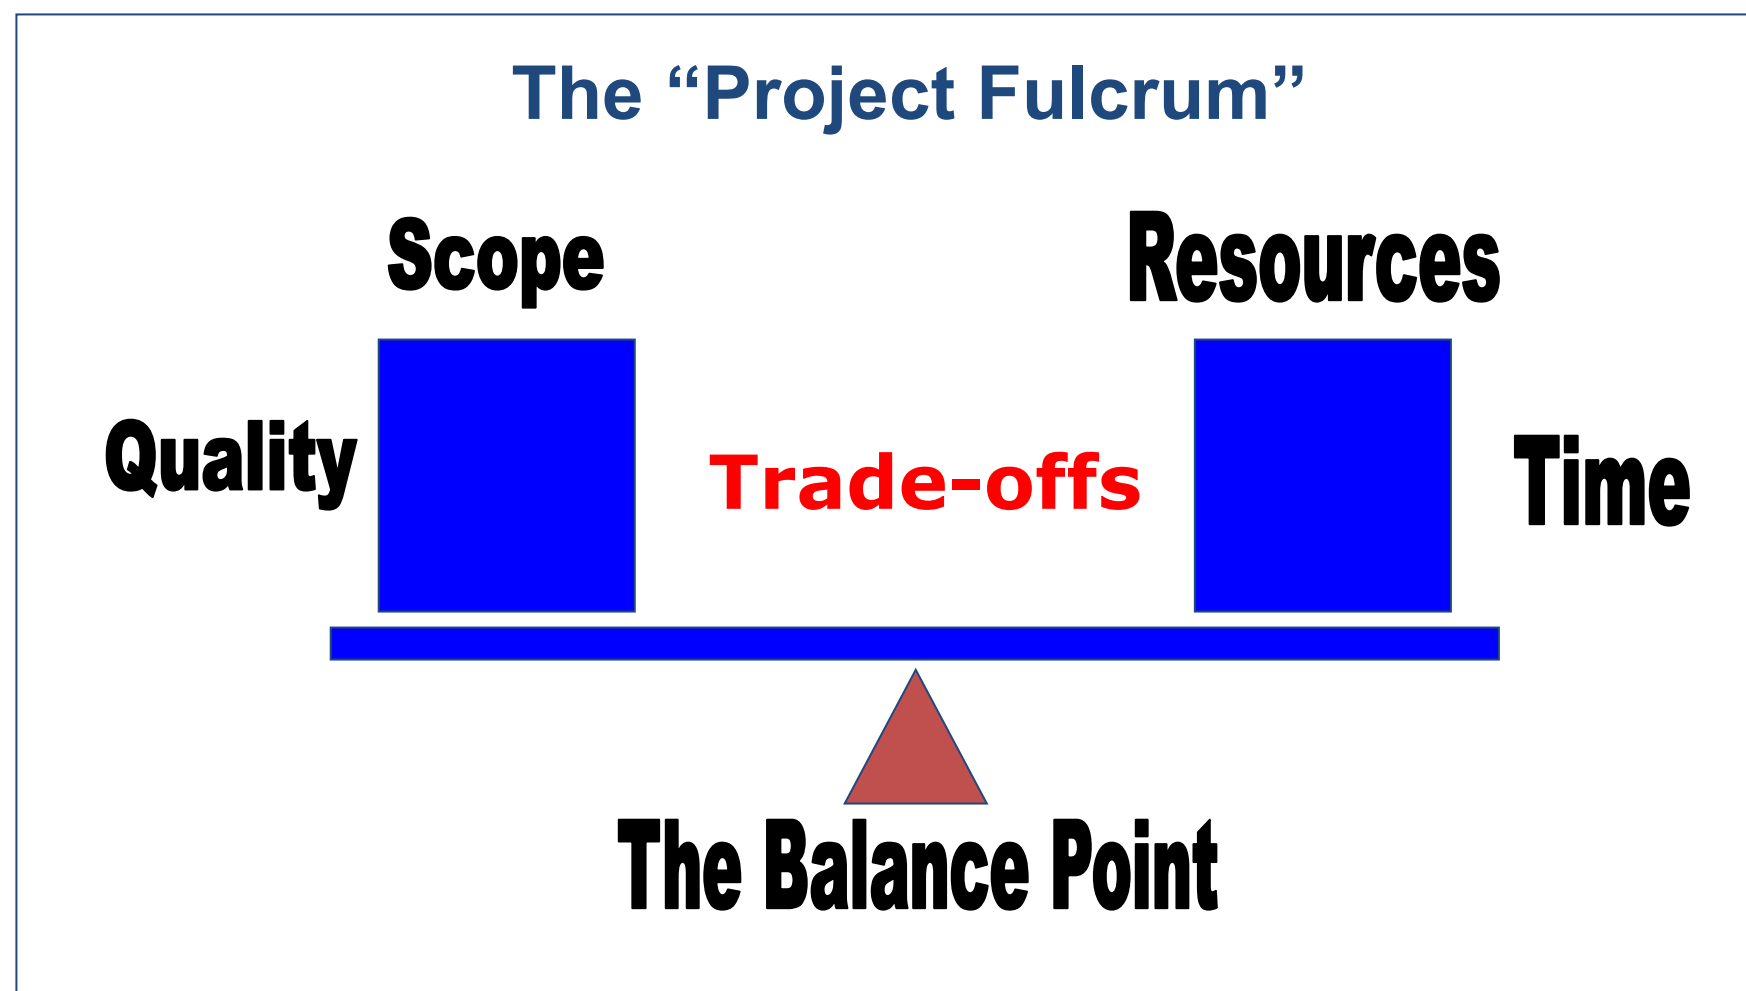 The “Project Fulcrum”
Scope
Resources
Quality
Trade-offs
Time
The Balance Point